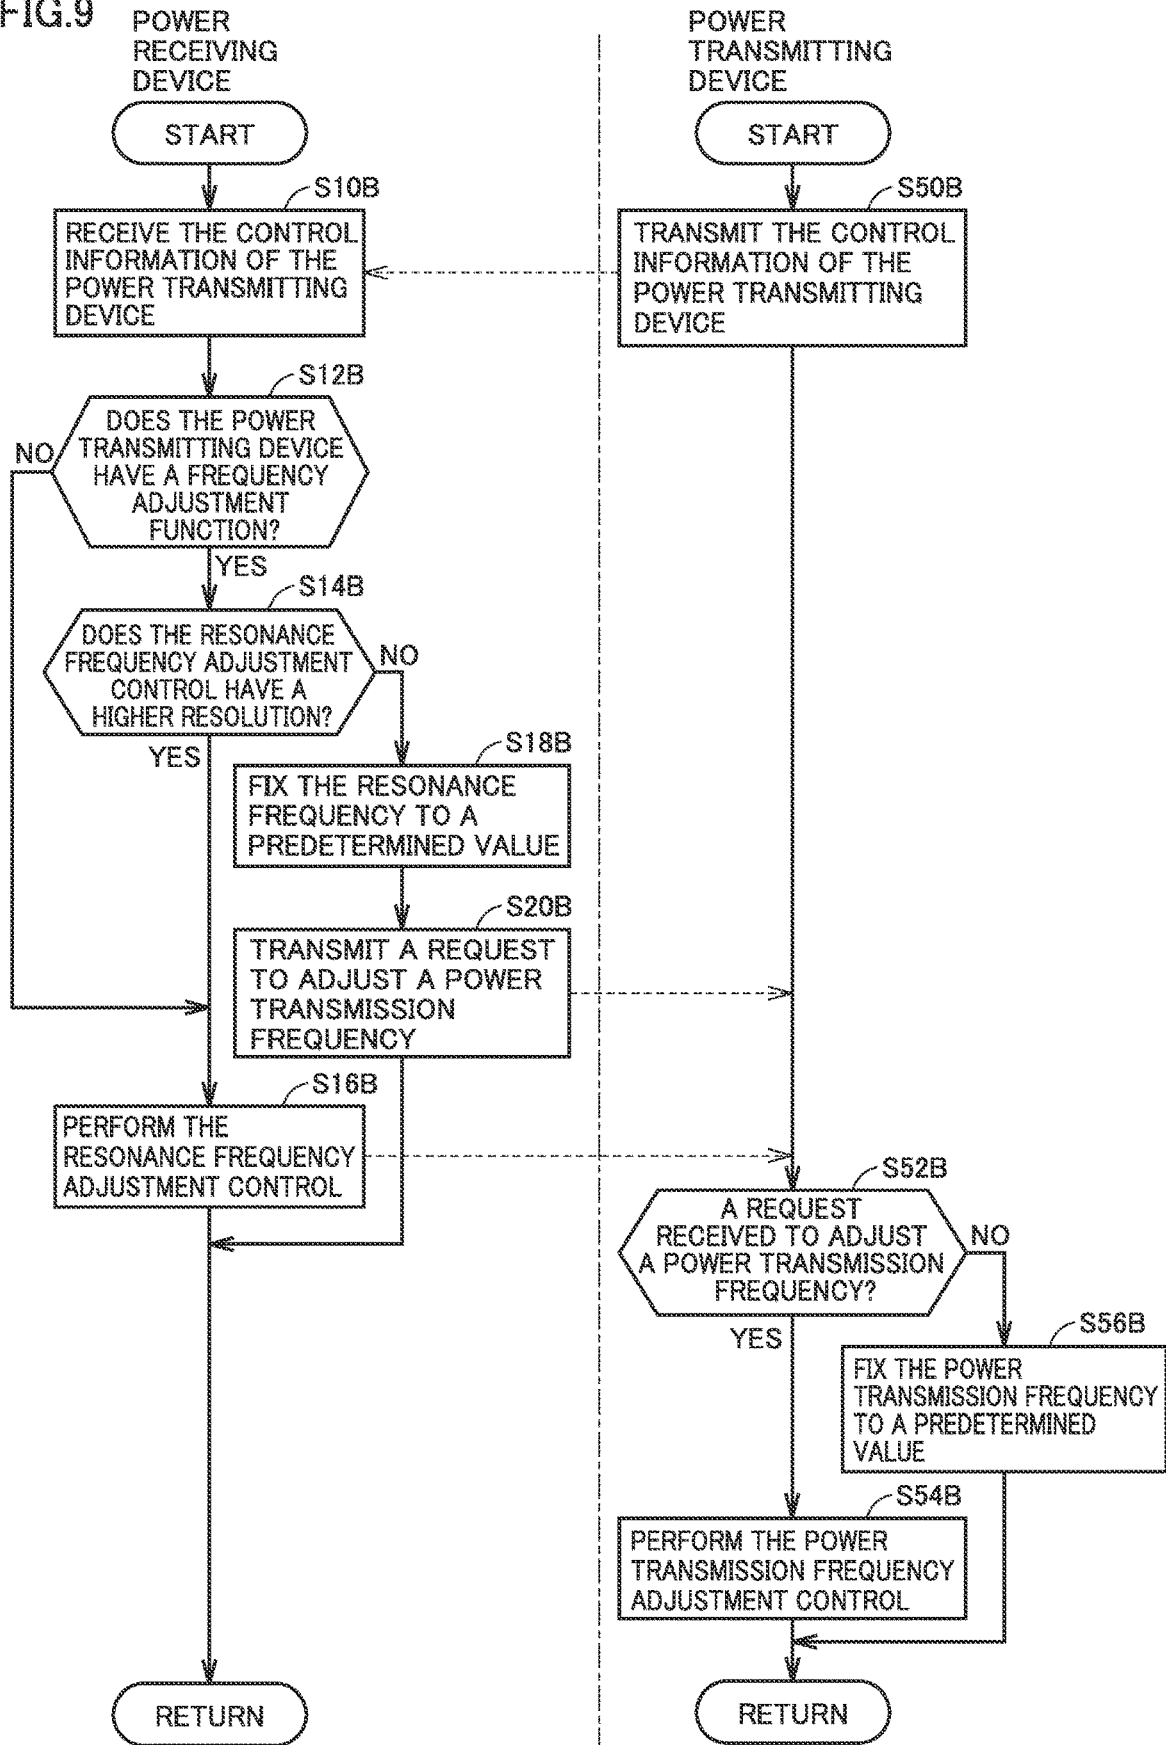 FIG.9
POWER
RECEIVING
DEVICE
START
S10B
RECEIVE THE CONTROL
INFORMATION OF THE
POWER TRANSMITTING
DEVICE
S12B
DOES THE POWER
TRANSMITTING DEVICE
HAVE A FREQUENCY
ADJUSTMENT
FUNCTION?
NO
YES
S14B
DOES THE RESONANCE
FREQUENCY ADJUSTMENT
CONTROL HAVE A
HIGHER RESOLUTION?
NO
YES
S18B
FIX THE RESONANCE
FREQUENCY TO A
PREDETERMINED VALUE
S20B
TRANSMIT A REQUEST
TO ADJUST A POWER
TRANSMISSION
FREQUENCY
S16B
PERFORM THE
RESONANCE FREQUENCY
ADJUSTMENT CONTROL
RETURN
POWER
TRANSMITTING
DEVICE
START
S50B
TRANSMIT THE CONTROL
INFORMATION OF THE
POWER TRANSMITTING
DEVICE
S52B
A REQUEST
RECEIVED TO ADJUST
A POWER TRANSMISSION
FREQUENCY?
NO
YES
S56B
FIX THE POWER
TRANSMISSION FREQUENCY
TO A PREDETERMINED
VALUE
S54B
PERFORM THE POWER
TRANSMISSION FREQUENCY
ADJUSTMENT CONTROL
RETURN